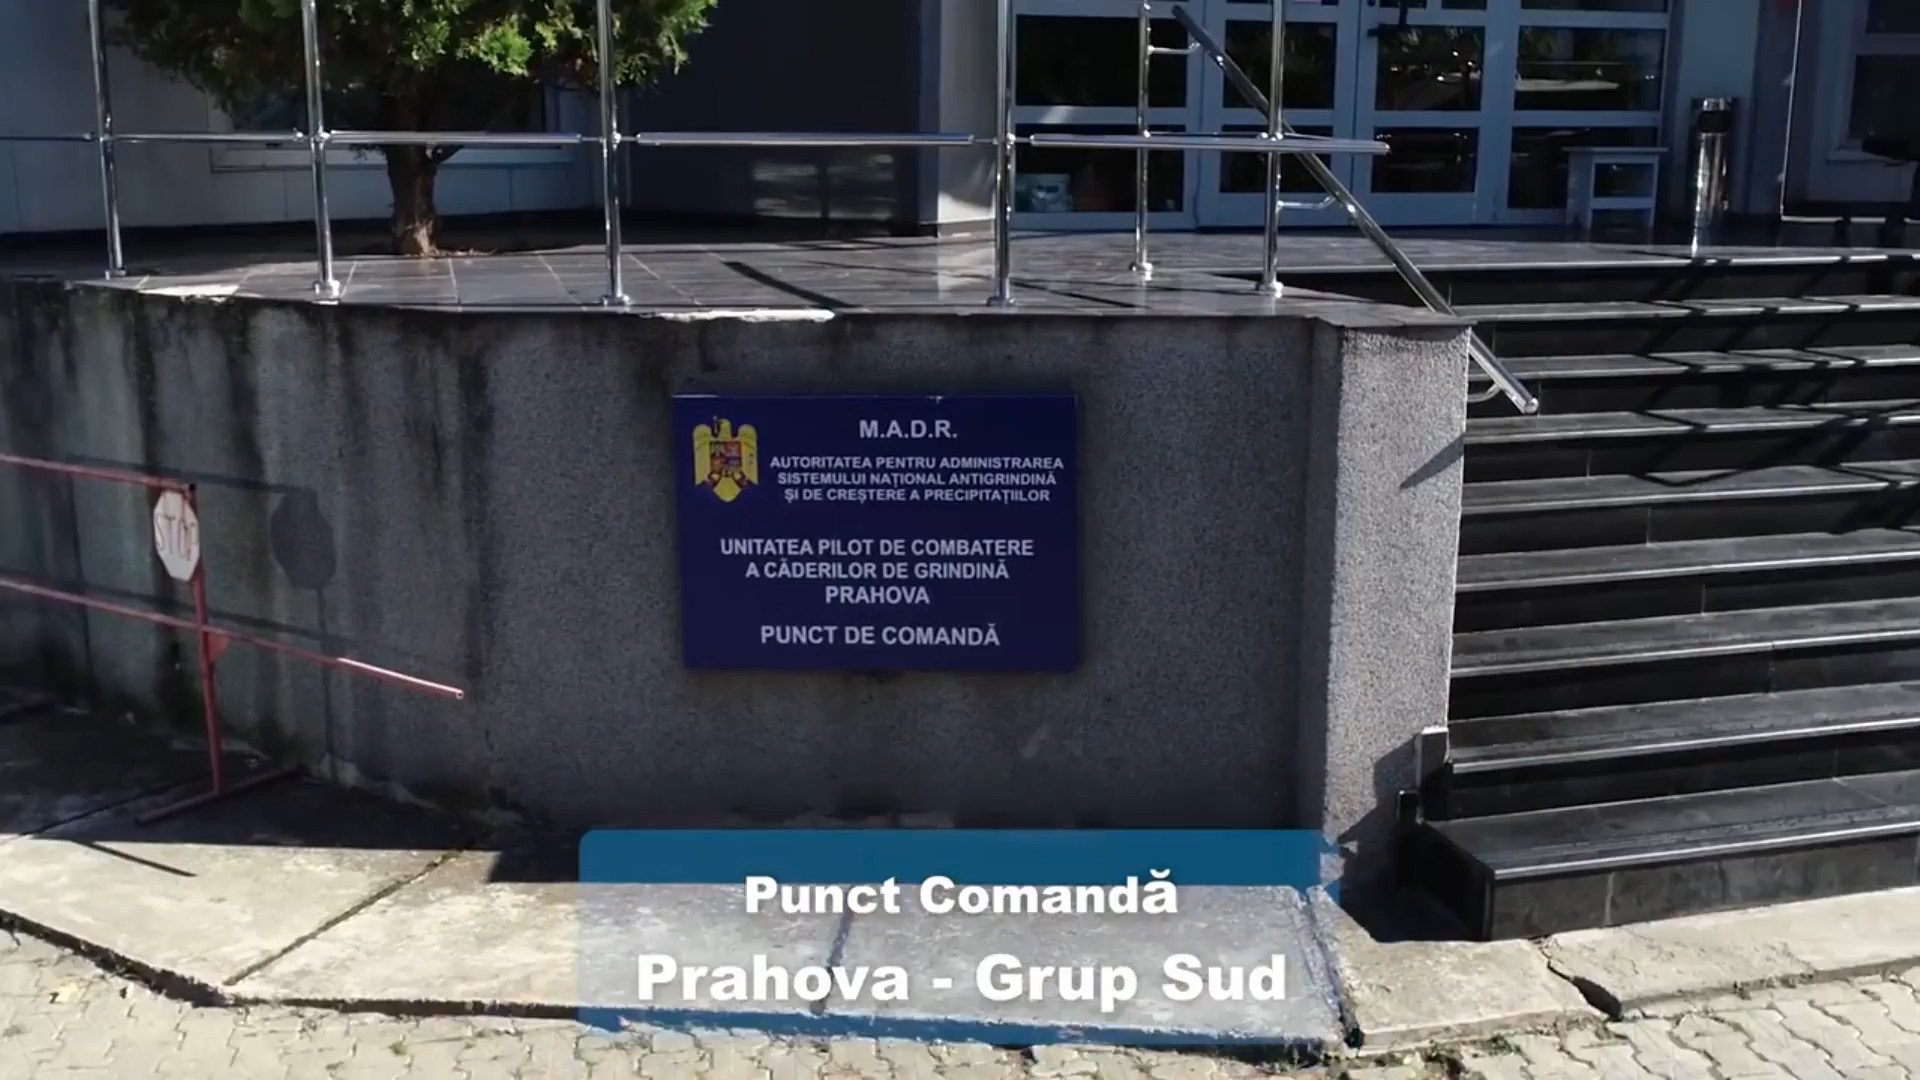 M.A.D.R.
AUTORITATEA PENTRU ADMINISTRAREA
SISTEMULUI NAȚIONAL ANTIGRINDINĂ
ȘI DE CREȘTERE A PRECIPITAȚIILOR
UNITATEA PILOT DE COMBATERE
A CĂDERILOR DE GRINDINĂ
PRAHOVA
PUNCT DE COMANDĂ
STOP
Punct Comandă
Prahova - Grup Sud